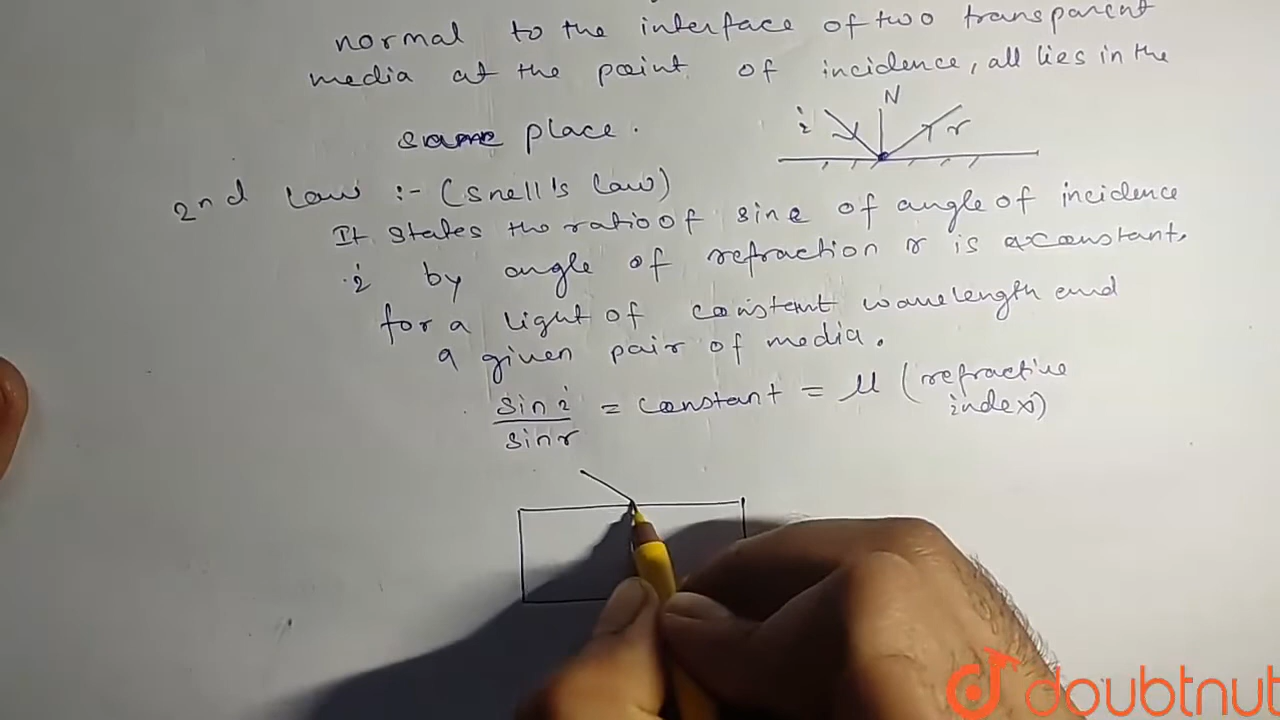 normal to the interface of two transparent
media at the point of incidence, all lies in the
same place.
N
i
r
2nd Law :- (Snell's law)
It states the ratio of sine of angle of incidence
i by angle of refraction r is a constant,
for a light of constant wavelength and
a given pair of media.
sin i / sin r = constant = μ (refractive
index)
doubtnut